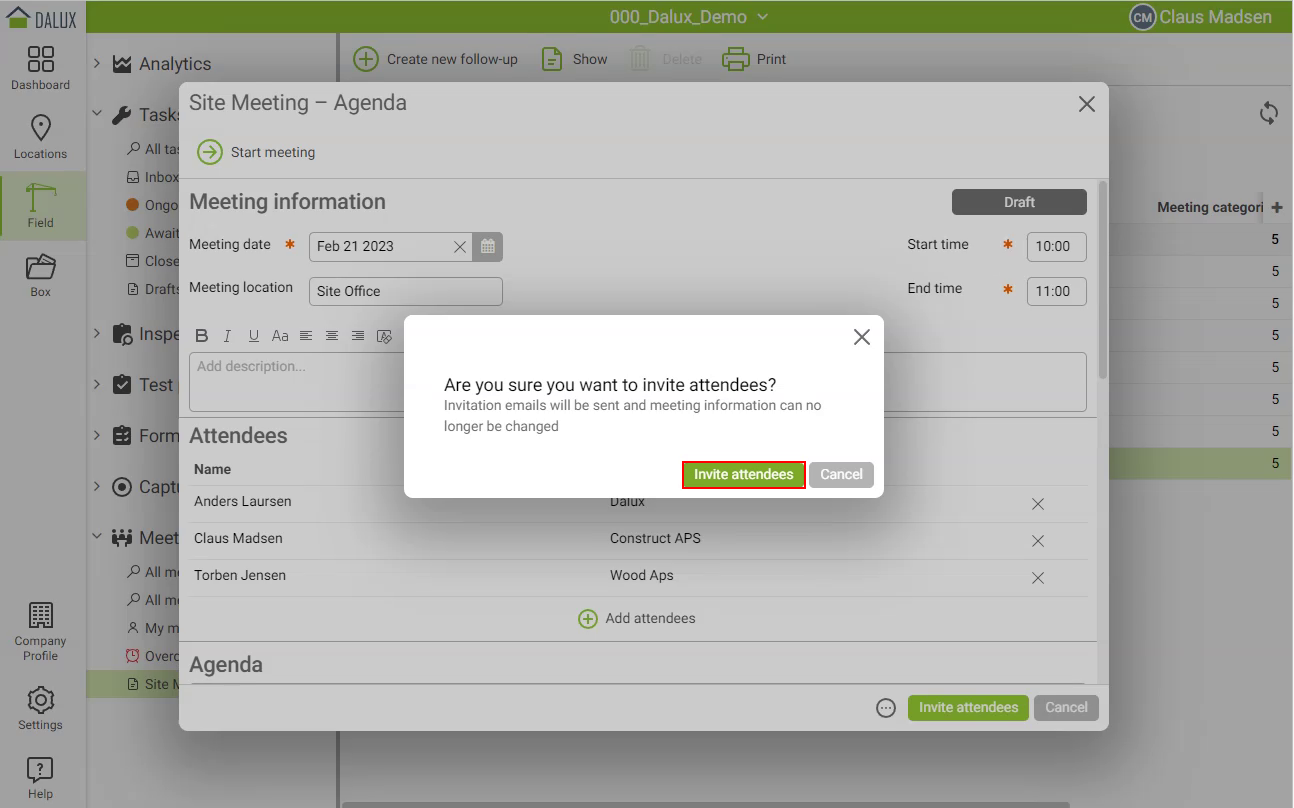 DALUX
000_Dalux_Demo
CM Claus Madsen
Dashboard
Locations
Field
Box
Company
Profile
Settings
Help
Analytics
Tasks
All tas
Inbox
Ongo
Await
Close
Drafts
Inspe
Test
Form
Captu
Meet
All me
All me
My m
Overd
Site M
Create new follow-up
Show
Delete
Print
Meeting categori
5
5
5
5
5
5
5
5
Site Meeting – Agenda
Start meeting
Meeting information
Draft
Meeting date * Feb 21 2023
Start time * 10:00
Meeting location Site Office
End time * 11:00
B I U Aa
Add description...
Are you sure you want to invite attendees?
Invitation emails will be sent and meeting information can no
longer be changed
Invite attendees Cancel
Attendees
Name
Anders Laursen Dalux
Claus Madsen Construct APS
Torben Jensen Wood Aps
Add attendees
Agenda
Invite attendees Cancel